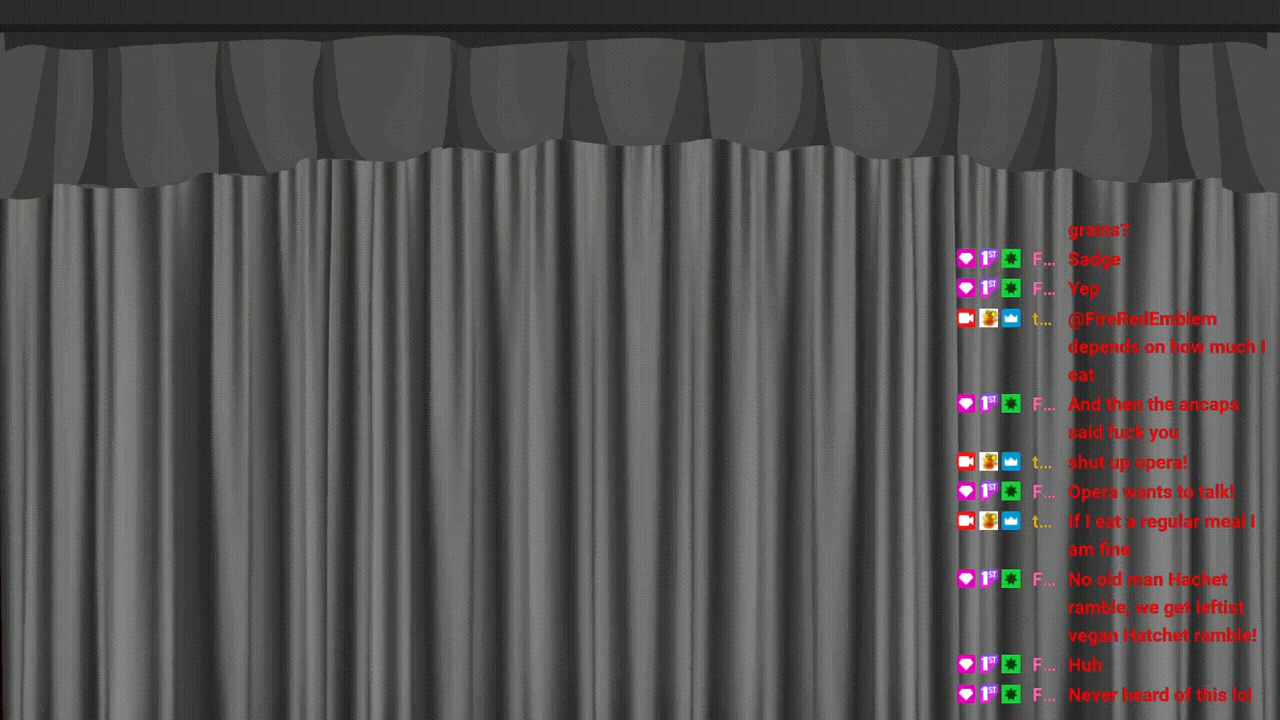 grains?
F... Sadge
F... Yep
t... @FireRedEmblem
depends on how much I
eat
F... And then the ancaps
said fuck you
t... shut up opera!
F... Opera wants to talk!
t... If I eat a regular meal I
am fine
F... No old man Hachet
ramble, we get leftist
vegan Hatchet ramble!
F... Huh
F... Never heard of this lol